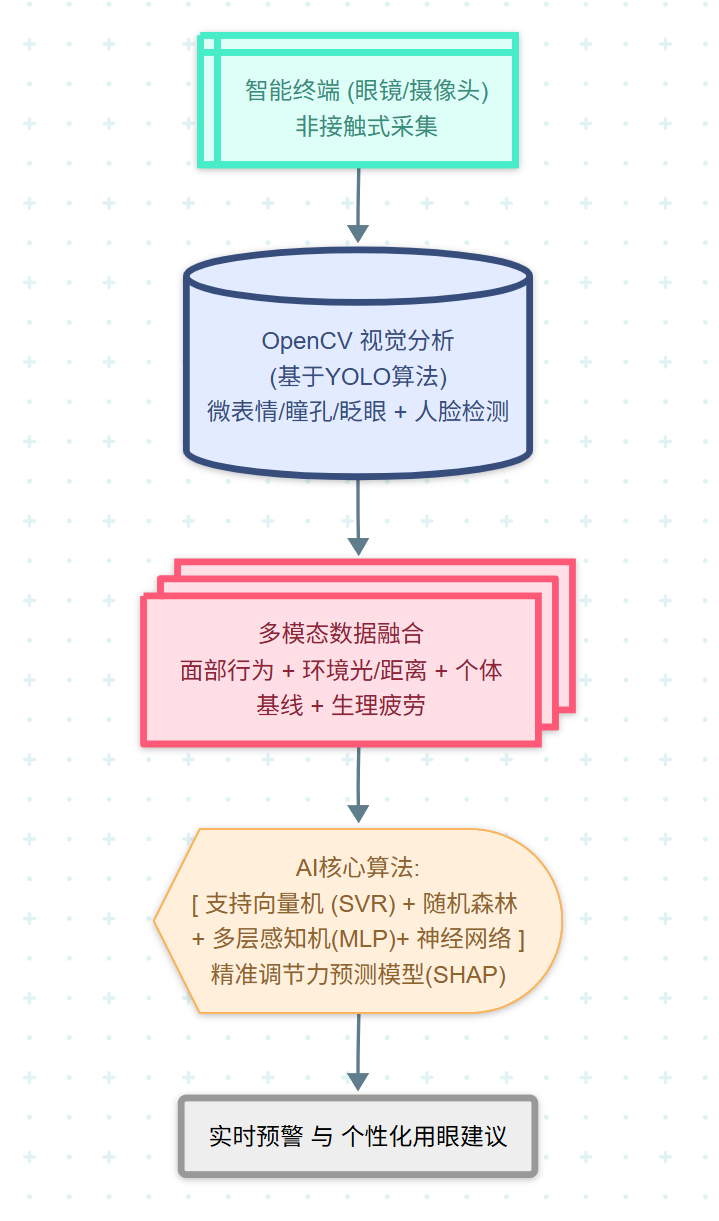 智能终端 (眼镜/摄像头)
非接触式采集
OpenCV 视觉分析
(基于YOLO算法)
微表情/瞳孔/眨眼 + 人脸检测
多模态数据融合
面部行为 + 环境光/距离 + 个体
基线 + 生理疲劳
AI核心算法:
[ 支持向量机 (SVR) + 随机森林
+ 多层感知机(MLP)+ 神经网络 ]
精准调节力预测模型(SHAP)
实时预警 与 个性化用眼建议